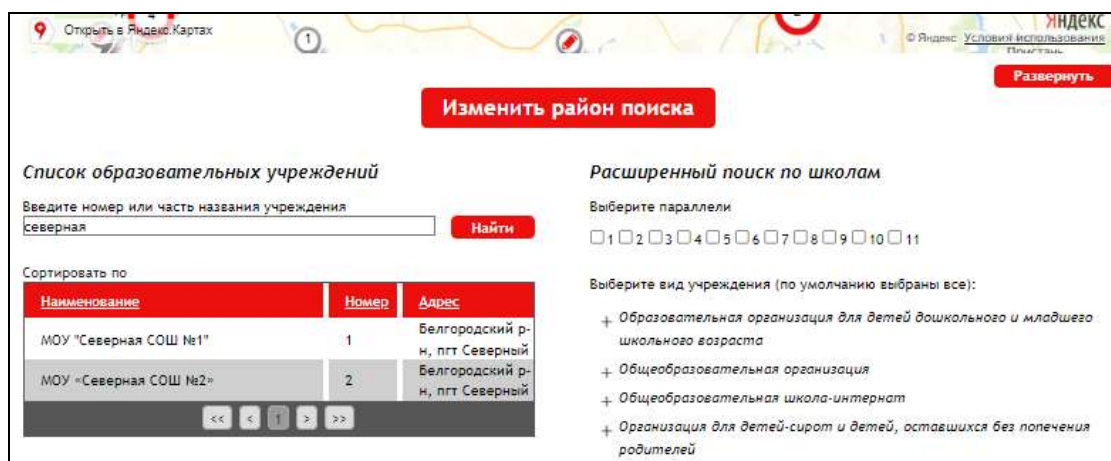 4
Открыть в Яндекс.Картах
1
Яндекс
© Яндекс Условия использования
Пристань
Развернуть
Изменить район поиска
Список образовательных учреждений
Введите номер или часть названия учреждения
северная
Найти
Сортировать по
Наименование Номер Адрес
МОУ "Северная СОШ №1" 1 Белгородский р-
н, пгт Северный
МОУ «Северная СОШ №2» 2 Белгородский р-
н, пгт Северный
<< < 1 > >>
Расширенный поиск по школам
Выберите параллели
1 2 3 4 5 6 7 8 9 10 11
Выберите вид учреждения (по умолчанию выбраны все):
+ Образовательная организация для детей дошкольного и младшего
школьного возраста
+ Общеобразовательная организация
+ Общеобразовательная школа-интернат
+ Организация для детей-сирот и детей, оставшихся без попечения
родителей